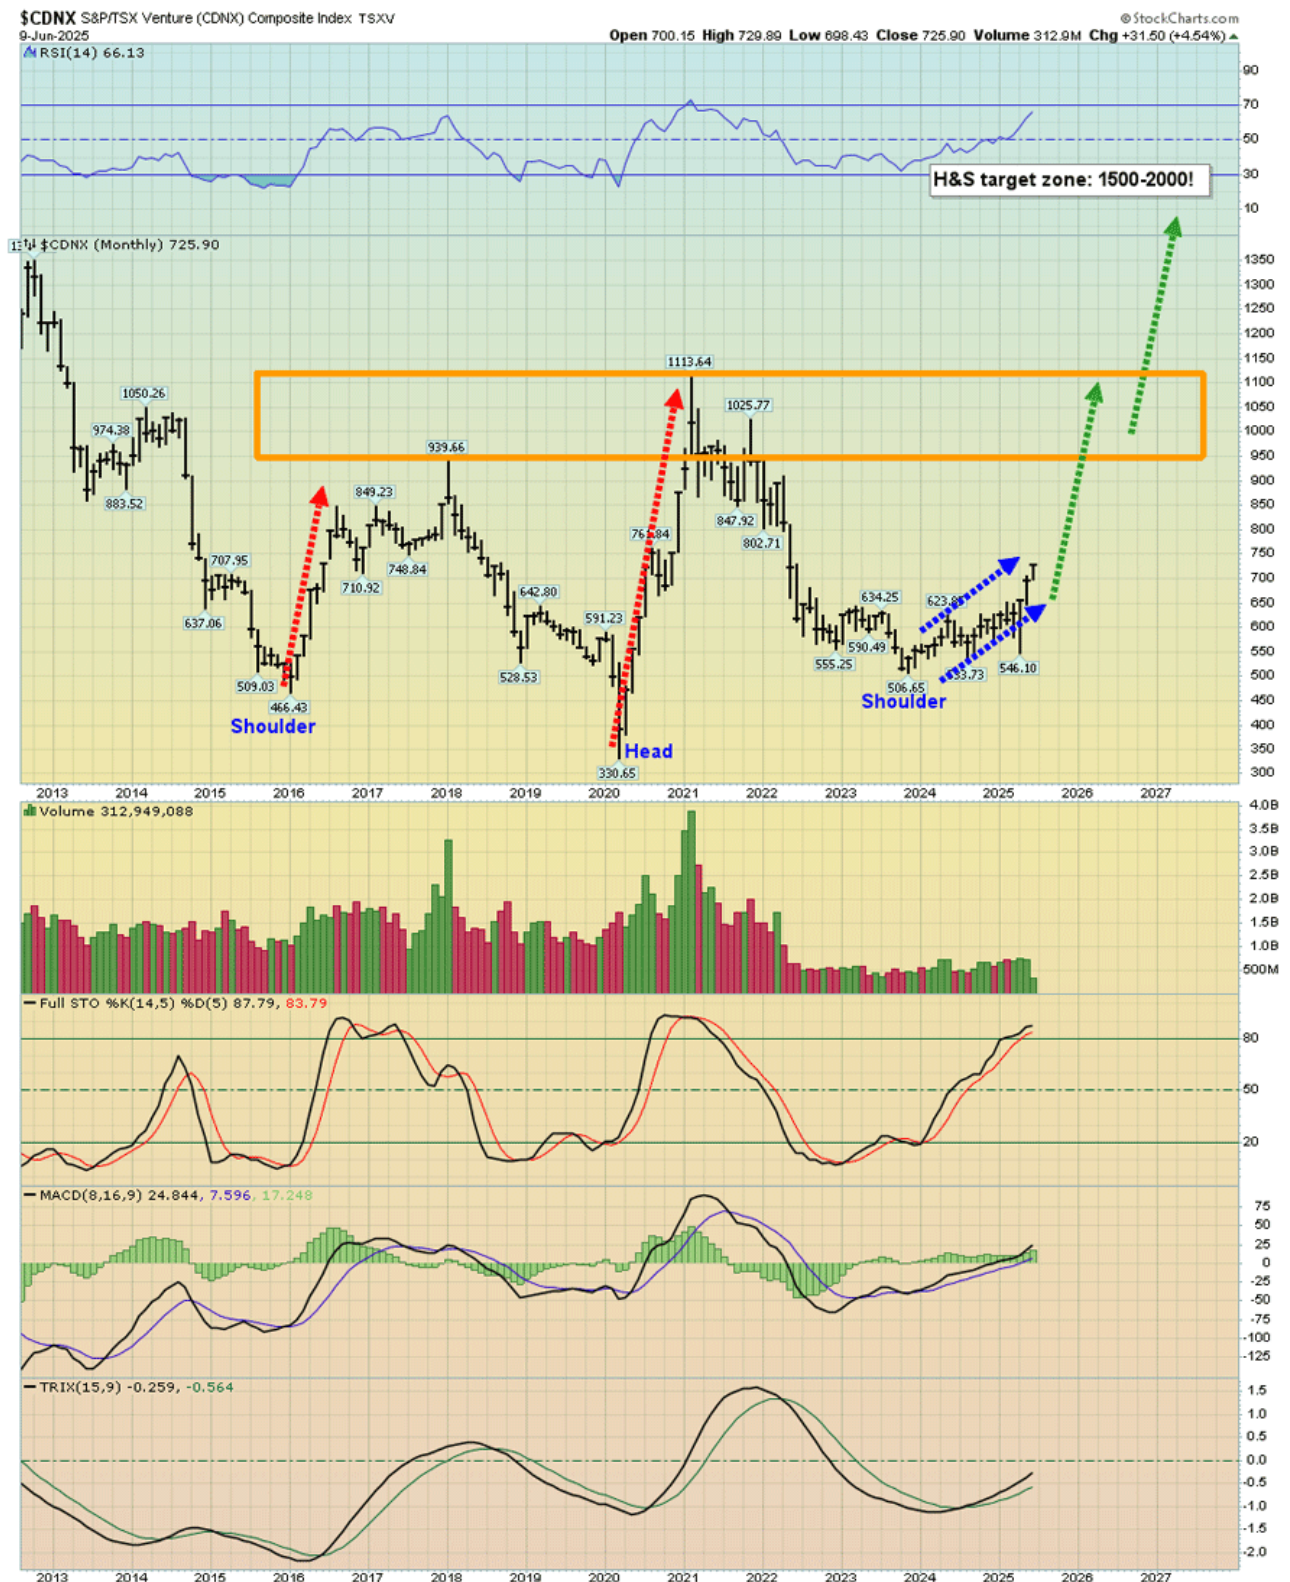 $CDNX S&P/TSX Venture (CDNX) Composite Index TSXV
© StockCharts.com
9-Jun-2025
Open 700.15 High 729.89 Low 698.43 Close 725.90 Volume 312.9M Chg +31.50 (+4.54%)
RSI(14) 66.13
90
70
50
30
10
H&S target zone: 1500-2000!
$CDNX (Monthly) 725.90
1350
1300
1250
1200
1150
1100
1050
1000
950
900
850
800
750
700
650
600
550
500
450
400
350
300
1113.64
1050.26
1025.77
974.38
939.66
883.52
849.23
847.92
802.71
707.95
710.92
748.84
642.80
634.25
591.23
637.06
590.49
555.25
546.10
528.53
509.03
506.65
466.43
330.65
Shoulder
Head
Shoulder
2013 2014 2015 2016 2017 2018 2019 2020 2021 2022 2023 2024 2025 2026 2027
Volume 312,949,088
4.0B
3.5B
3.0B
2.5B
2.0B
1.5B
1.0B
500M
Full STO %K(14,5) %D(5) 87.79, 83.79
80
50
20
MACD(8,16,9) 24.844, 7.596, 17.248
75
50
25
0
-25
-50
-75
-100
-125
TRIX(15,9) -0.259, -0.564
1.5
1.0
0.5
0.0
-0.5
-1.0
-1.5
-2.0
2013 2014 2015 2016 2017 2018 2019 2020 2021 2022 2023 2024 2025 2026 2027